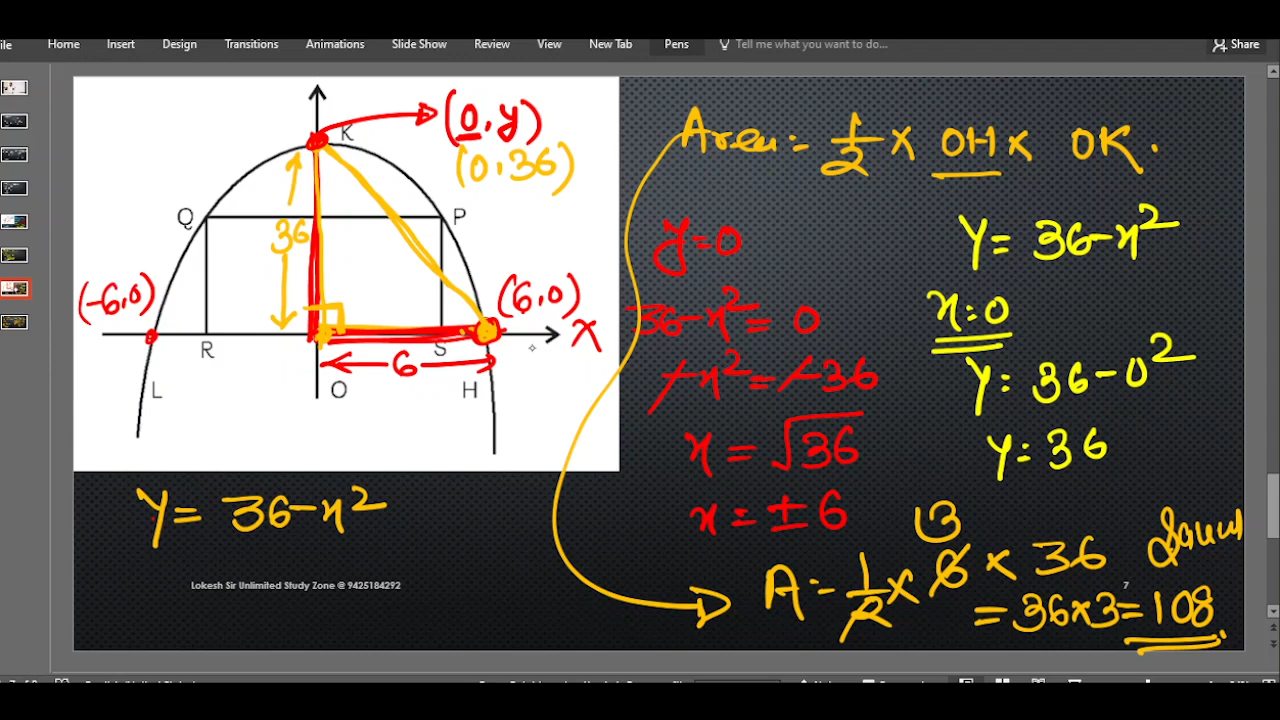 File Home Insert Design Transitions Animations Slide Show Review View New Tab Pens Tell me what you want to do... Share
K
(0, y)
(0, 36)
Q
P
36
(-6,0)
(6,0)
X
R
S
6
L
O
H
Y= 36-x²
Lokesh Sir Unlimited Study Zone @ 9425184292
Area = 1/2 x OH x OK.
y=0
36-x² = 0
-x² = -36
x = √36
x = ± 6
Y= 36-x²
x=0
Y= 36-0²
Y= 36
3
A = 1/2 x 6 x 36
= 36x3=108
7